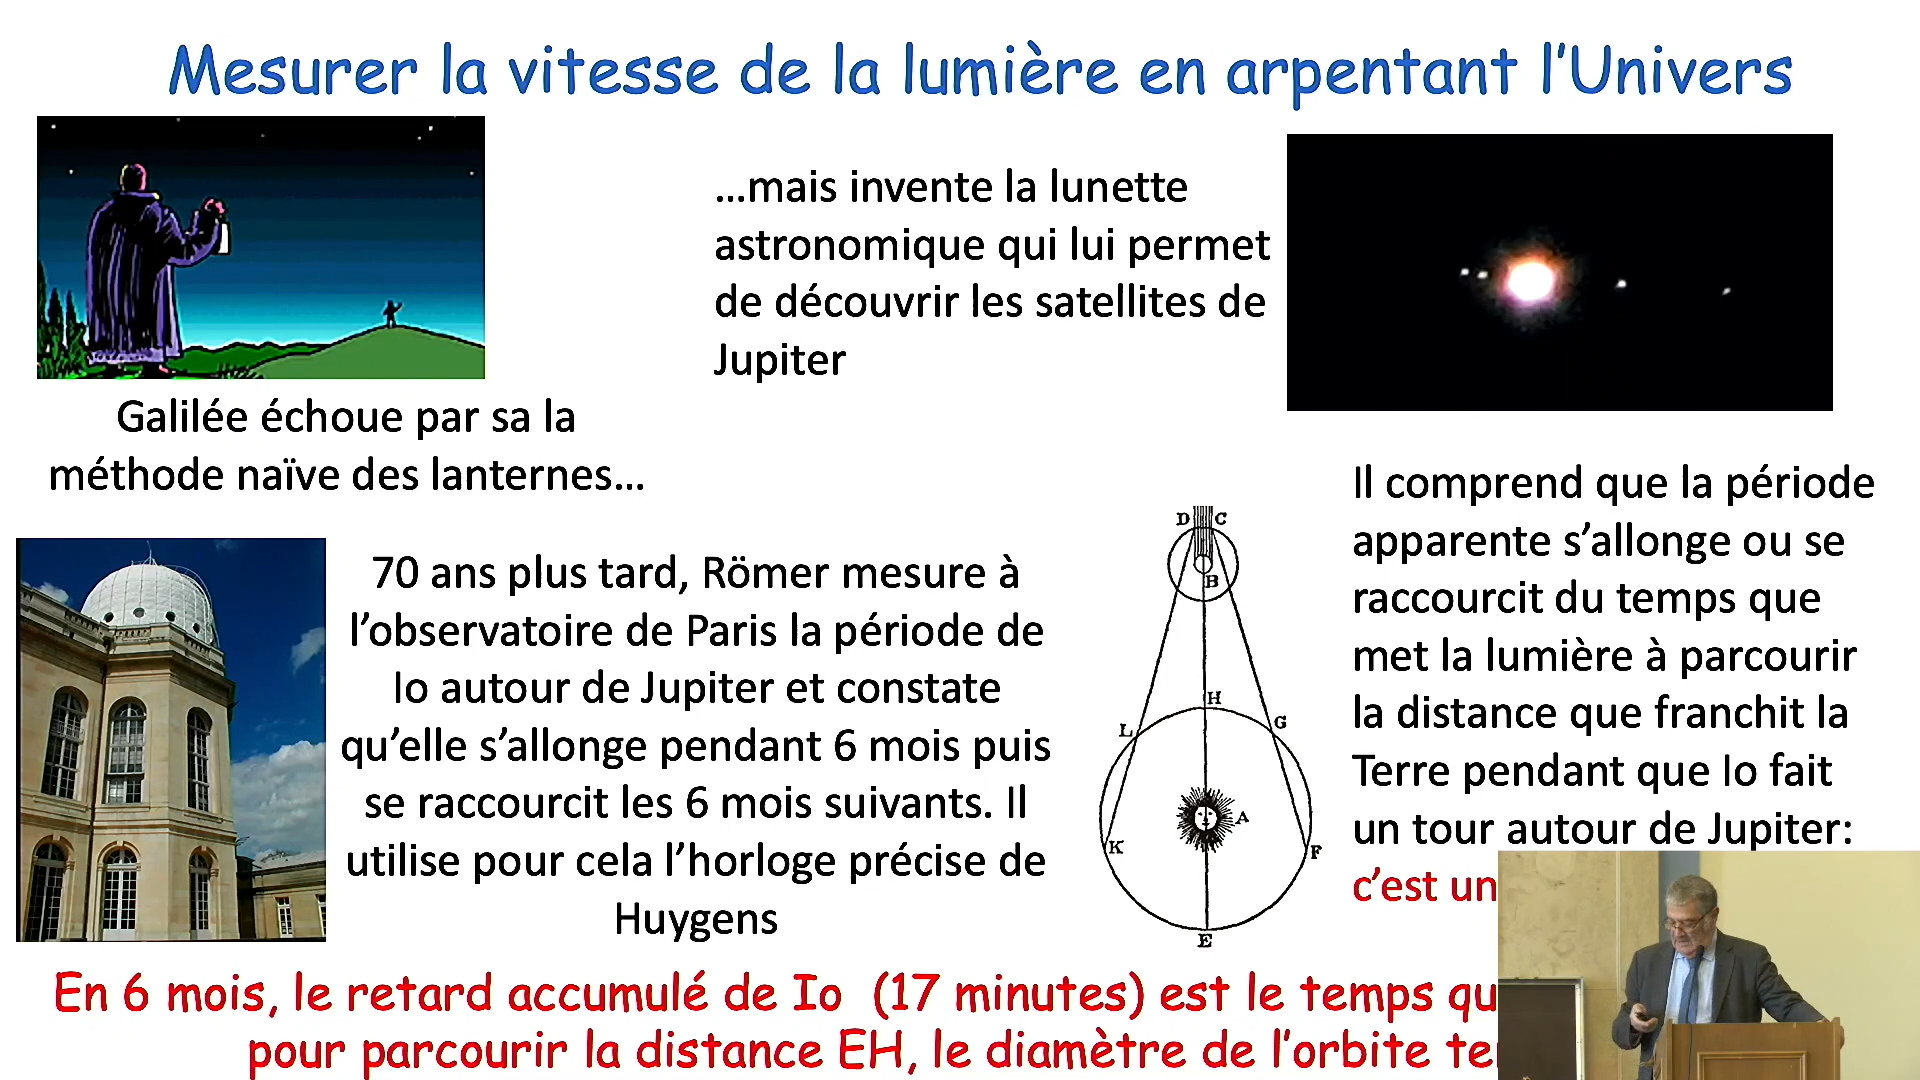 Mesurer la vitesse de la lumière en arpentant l'Univers
…mais invente la lunette
astronomique qui lui permet
de découvrir les satellites de
Jupiter
Galilée échoue par sa la
méthode naïve des lanternes…
70 ans plus tard, Römer mesure à
l'observatoire de Paris la période de
Io autour de Jupiter et constate
qu'elle s'allonge pendant 6 mois puis
se raccourcit les 6 mois suivants. Il
utilise pour cela l'horloge précise de
Huygens
D C
B
H
L G
A
K F
E
Il comprend que la période
apparente s'allonge ou se
raccourcit du temps que
met la lumière à parcourir
la distance que franchit la
Terre pendant que Io fait
un tour autour de Jupiter:
c'est un
En 6 mois, le retard accumulé de Io (17 minutes) est le temps
pour parcourir la distance EH, le diamètre de l'orbite